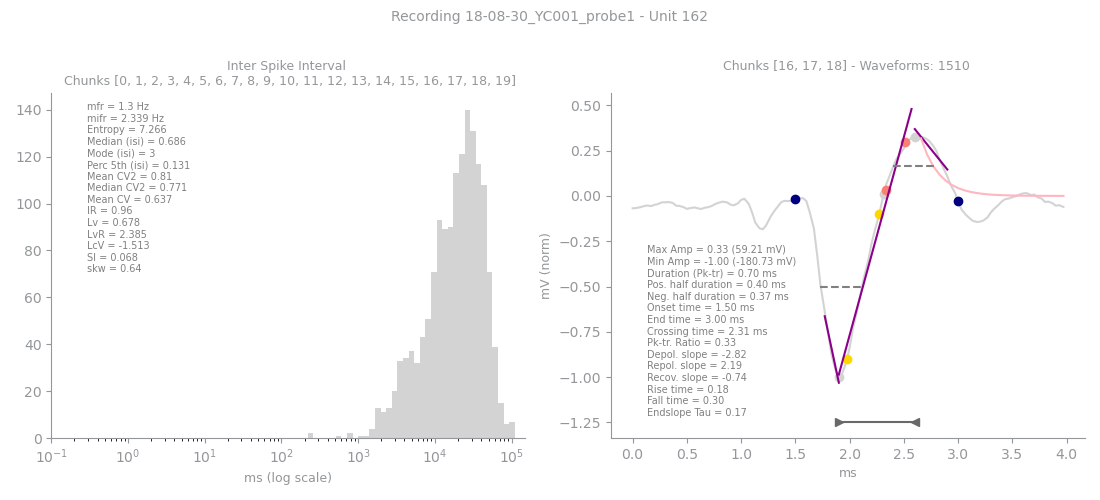 Recording 18-08-30_YC001_probe1 - Unit 162
Inter Spike Interval
Chunks [0, 1, 2, 3, 4, 5, 6, 7, 8, 9, 10, 11, 12, 13, 14, 15, 16, 17, 18, 19]
140
120
100
80
60
40
20
0
mfr = 1.3 Hz
mifr = 2.339 Hz
Entropy = 7.266
Median (isi) = 0.686
Mode (isi) = 3
Perc 5th (isi) = 0.131
Mean CV2 = 0.81
Median CV2 = 0.771
Mean CV = 0.637
IR = 0.96
Lv = 0.678
LvR = 2.385
LcV = -1.513
SI = 0.068
skw = 0.64
10⁻¹ 10⁰ 10¹ 10² 10³ 10⁴ 10⁵
ms (log scale)
Chunks [16, 17, 18] - Waveforms: 1510
mV (norm)
0.50
0.25
0.00
−0.25
−0.50
−0.75
−1.00
−1.25
Max Amp = 0.33 (59.21 mV)
Min Amp = -1.00 (-180.73 mV)
Duration (Pk-tr) = 0.70 ms
Pos. half duration = 0.40 ms
Neg. half duration = 0.37 ms
Onset time = 1.50 ms
End time = 3.00 ms
Crossing time = 2.31 ms
Pk-tr. Ratio = 0.33
Depol. slope = -2.82
Repol. slope = 2.19
Recov. slope = -0.74
Rise time = 0.18
Fall time = 0.30
Endslope Tau = 0.17
0.0 0.5 1.0 1.5 2.0 2.5 3.0 3.5 4.0
ms